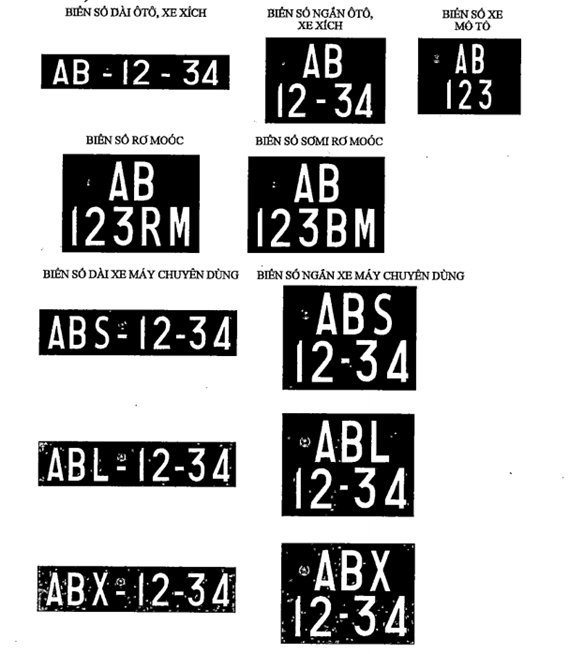 BIỂN SỐ DÀI ÔTÔ, XE XÍCH
AB - 12 - 34
BIỂN SỐ NGẮN ÔTÔ,
XE XÍCH
AB
12 - 34
BIỂN SỐ XE
MÔ TÔ
AB
123
BIỂN SỐ RƠ MOÓC
AB
123RM
BIỂN SỐ SƠMI RƠ MOÓC
AB
123BM
BIỂN SỐ DÀI XE MÁY CHUYÊN DÙNG
ABS - 12-34
BIỂN SỐ NGẮN XE MÁY CHUYÊN DÙNG
ABS
12-34
ABL - 12-34
ABL
12-34
ABX - 12-34
ABX
12-34